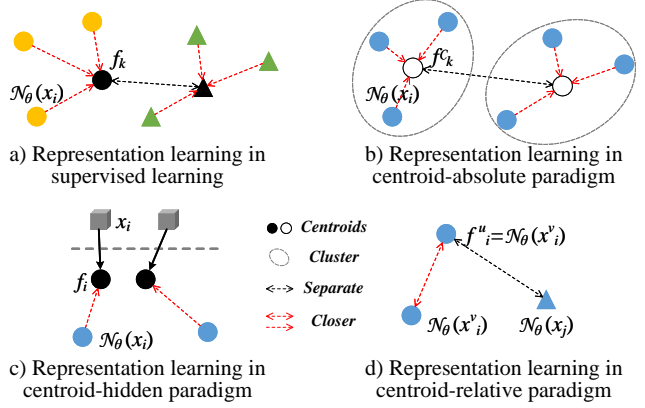 f_k
N_θ(x_i)
a) Representation learning in
supervised learning
f^C_k
N_θ(x_i)
b) Representation learning in
centroid-absolute paradigm
x_i
f_i
N_θ(x_i)
c) Representation learning in
centroid-hidden paradigm
Centroids
Cluster
Separate
Closer
f^u_i=N_θ(x^v_i)
N_θ(x^v_i)
N_θ(x_j)
d) Representation learning in
centroid-relative paradigm